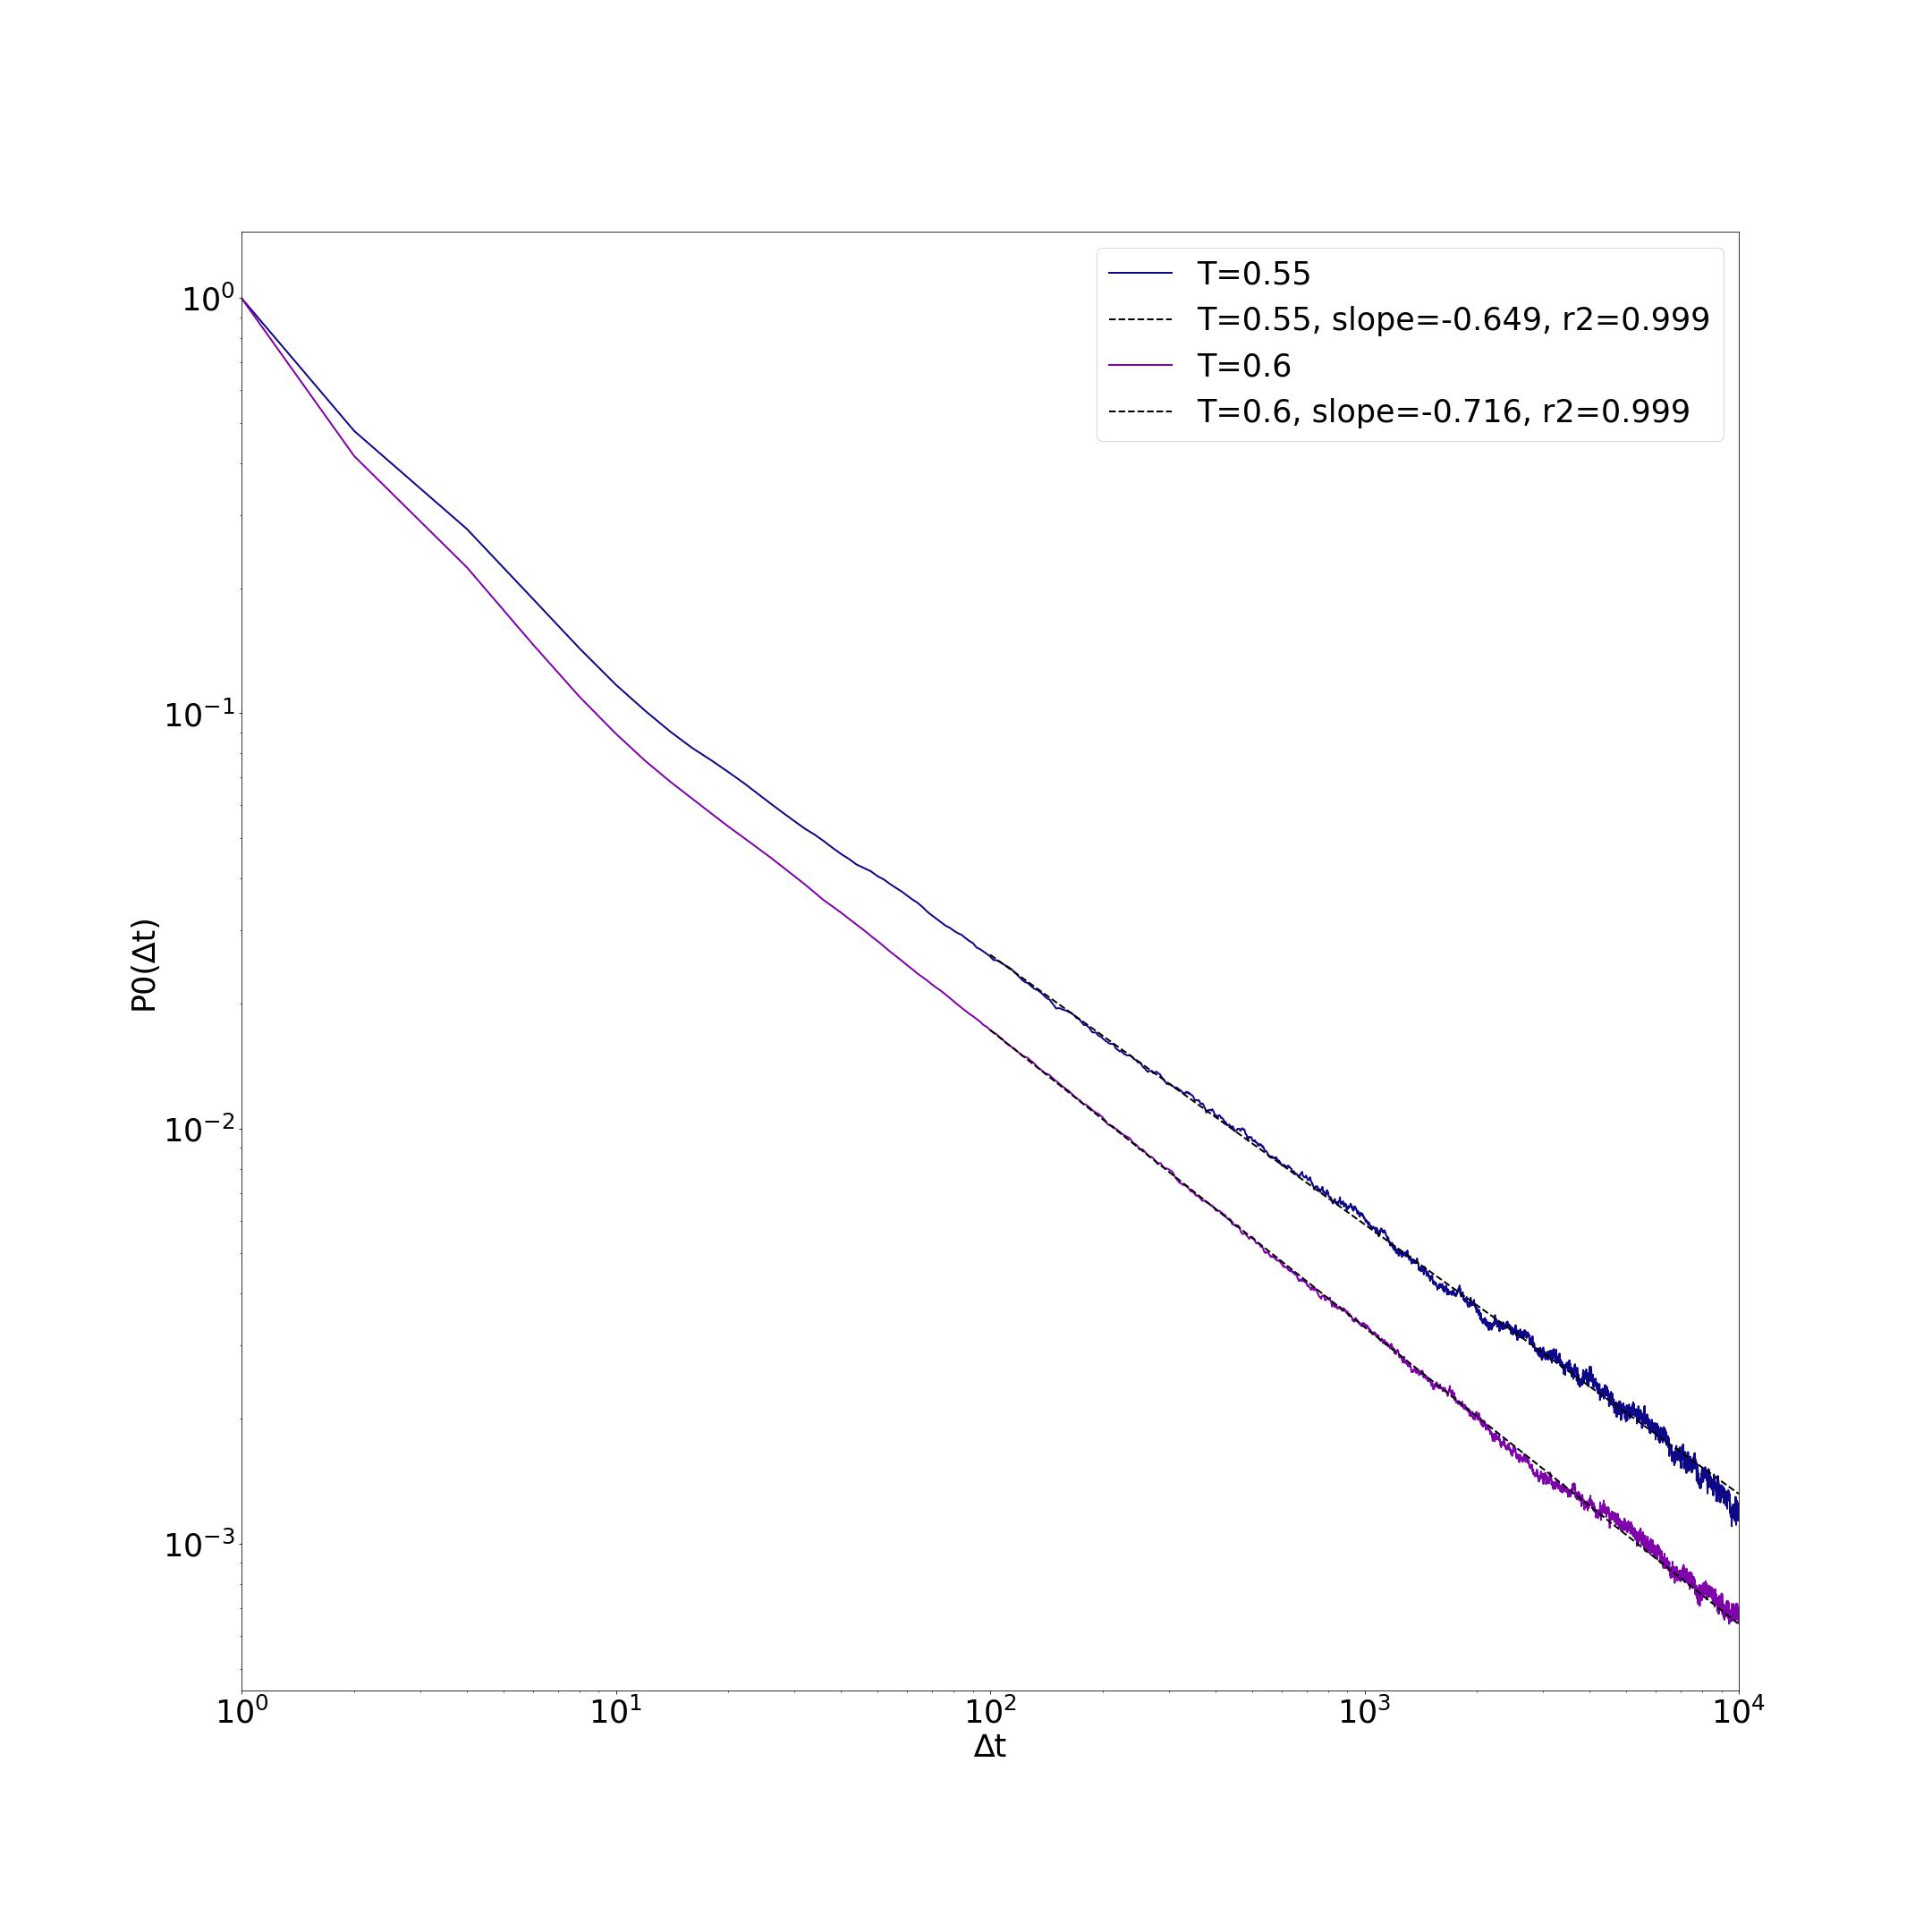 T=0.55
T=0.55, slope=-0.649, r2=0.999
T=0.6
T=0.6, slope=-0.716, r2=0.999
10⁰
10⁻¹
10⁻²
10⁻³
P0(Δt)
10⁰ 10¹ 10² 10³ 10⁴
Δt